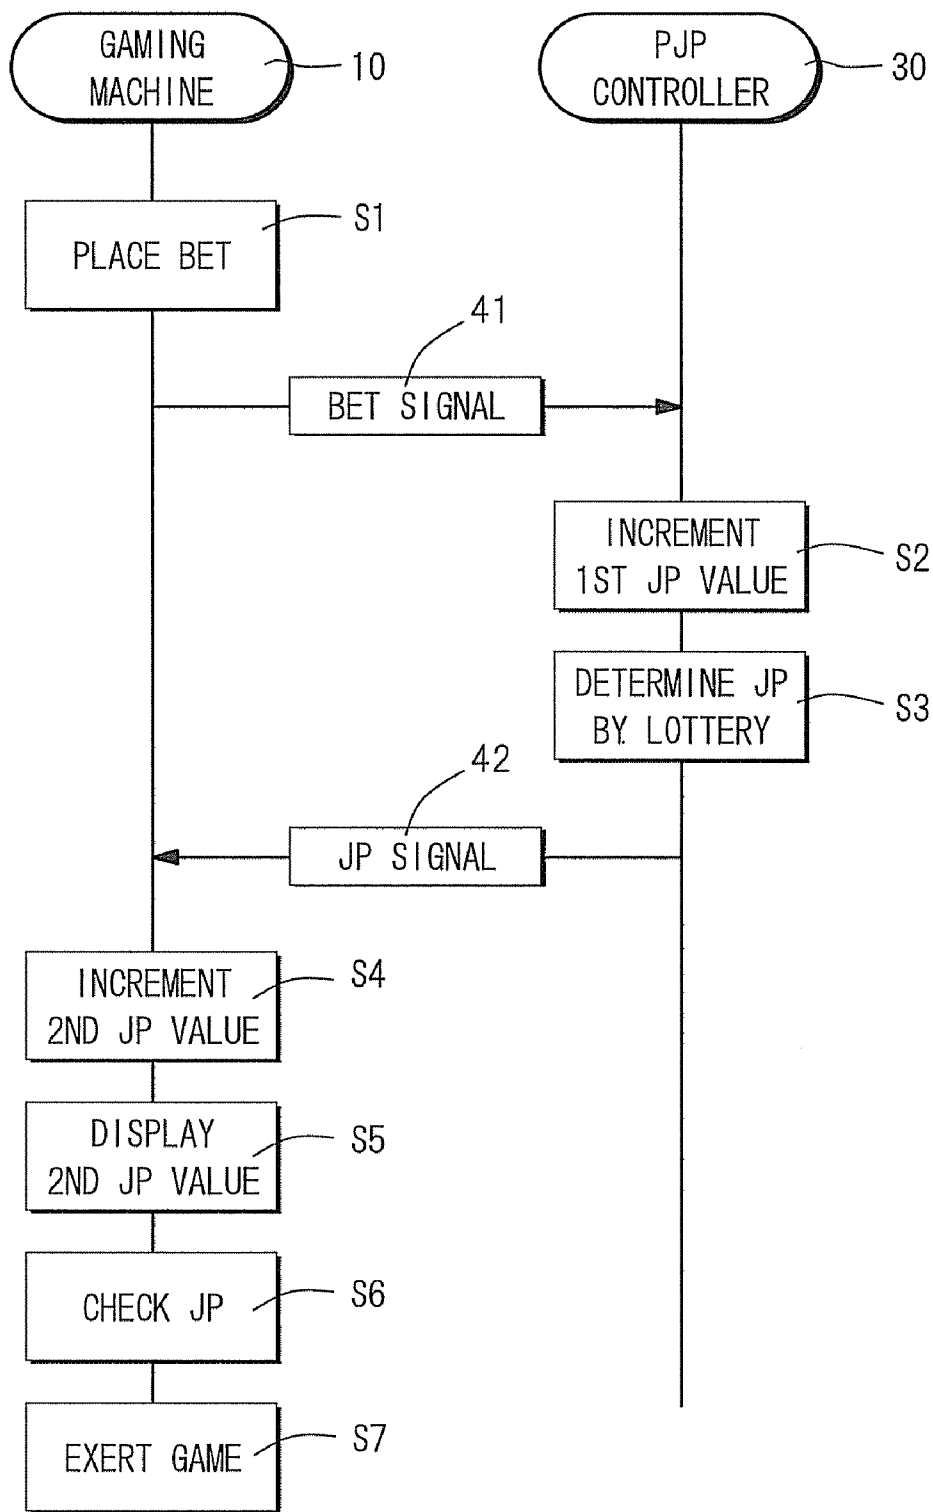 GAMING
MACHINE
10
PJP
CONTROLLER
30
PLACE BET
S1
41
BET SIGNAL
INCREMENT
1ST JP VALUE
S2
DETERMINE JP
BY LOTTERY
S3
42
JP SIGNAL
INCREMENT
2ND JP VALUE
S4
DISPLAY
2ND JP VALUE
S5
CHECK JP
S6
EXERT GAME
S7